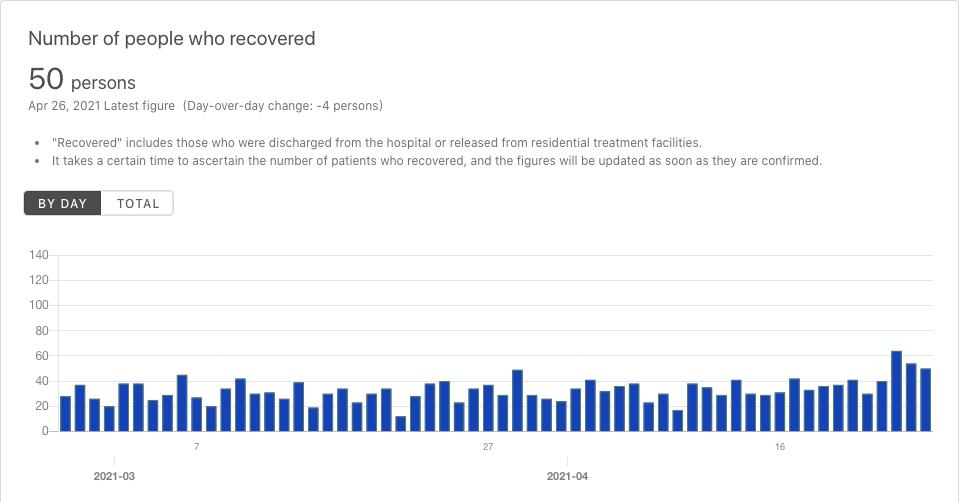 Number of people who recovered
50 persons
Apr 26, 2021 Latest figure (Day-over-day change: -4 persons)
• "Recovered" includes those who were discharged from the hospital or released from residential treatment facilities.
• It takes a certain time to ascertain the number of patients who recovered, and the figures will be updated as soon as they are confirmed.
BY DAY TOTAL
140
120
100
80
60
40
20
0
7 27 16
2021-03 2021-04